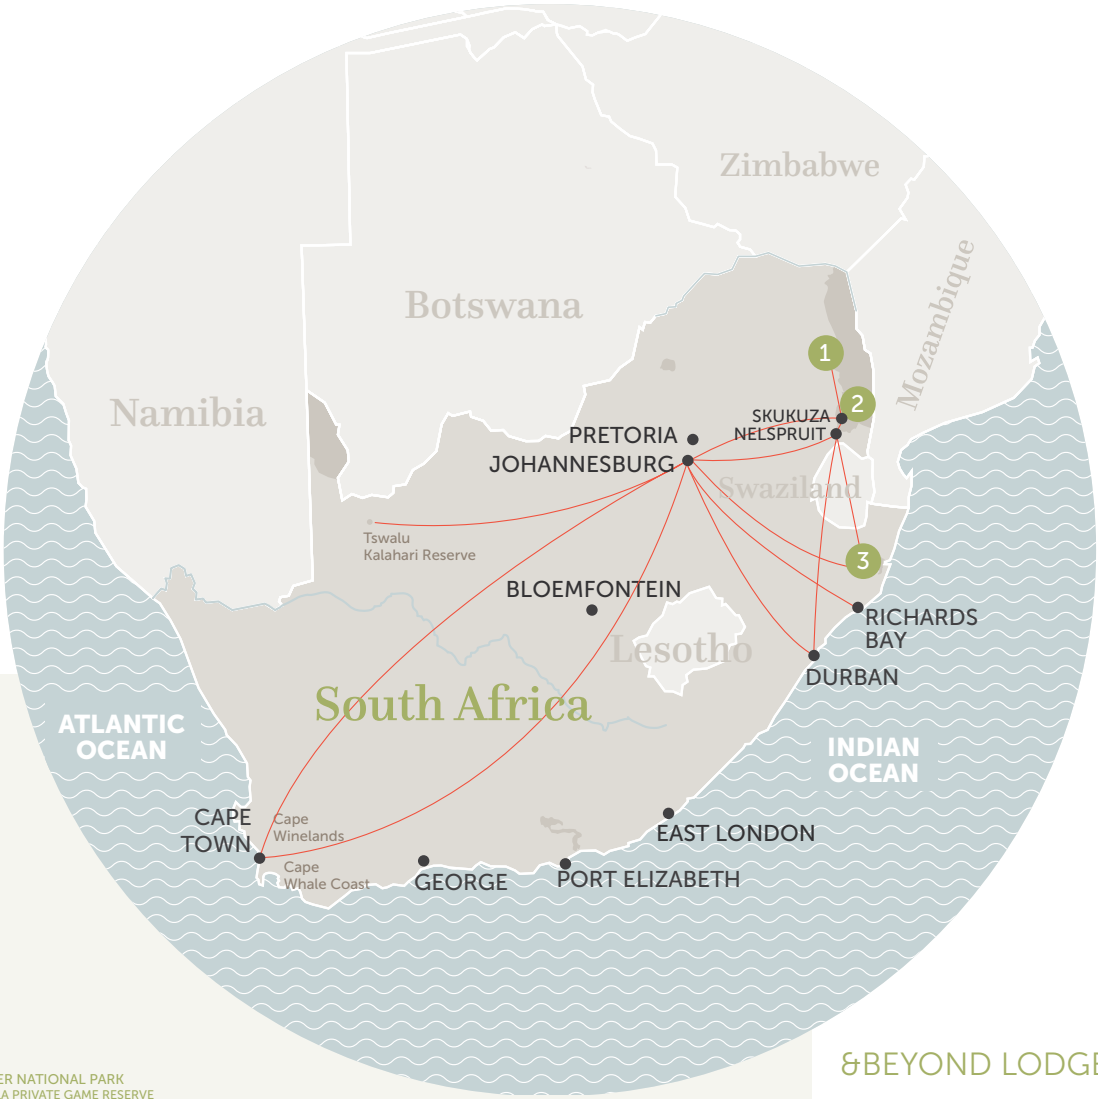 Zimbabwe
Botswana
Mozambique
Namibia
1
2
SKUKUZA
NELSPRUIT
PRETORIA
JOHANNESBURG
Swaziland
Tswalu
Kalahari Reserve
3
BLOEMFONTEIN
RICHARDS
BAY
Lesotho
DURBAN
South Africa
ATLANTIC
OCEAN
INDIAN
OCEAN
CAPE
TOWN
Cape
Winelands
EAST LONDON
Cape
Whale Coast
GEORGE
PORT ELIZABETH
&BEYOND LODGE
ER NATIONAL PARK
A PRIVATE GAME RESERVE